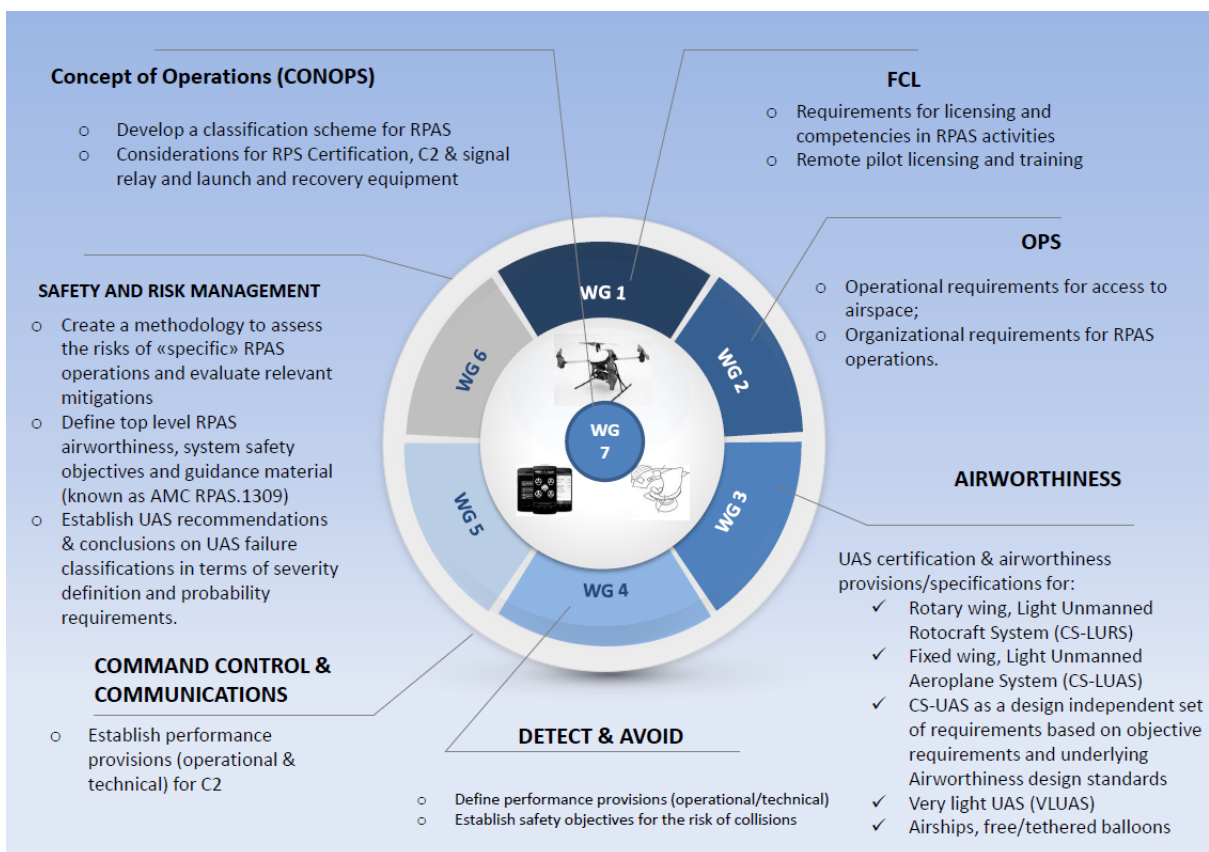 Concept of Operations (CONOPS)
o Develop a classification scheme for RPAS
o Considerations for RPS Certification, C2 & signal
relay and launch and recovery equipment
FCL
o Requirements for licensing and
competencies in RPAS activities
o Remote pilot licensing and training
OPS
o Operational requirements for access to
airspace;
o Organizational requirements for RPAS
operations.
SAFETY AND RISK MANAGEMENT
o Create a methodology to assess
the risks of «specific» RPAS
operations and evaluate relevant
mitigations
o Define top level RPAS
airworthiness, system safety
objectives and guidance material
(known as AMC RPAS.1309)
o Establish UAS recommendations
& conclusions on UAS failure
classifications in terms of severity
definition and probability
requirements.
WG 1
WG 2
WG 3
WG 4
WG 5
WG 6
WG
7
AIRWORTHINESS
UAS certification & airworthiness
provisions/specifications for:
✓ Rotary wing, Light Unmanned
Rotocraft System (CS-LURS)
✓ Fixed wing, Light Unmanned
Aeroplane System (CS-LUAS)
✓ CS-UAS as a design independent set
of requirements based on objective
requirements and underlying
Airworthiness design standards
✓ Very light UAS (VLUAS)
✓ Airships, free/tethered balloons
COMMAND CONTROL &
COMMUNICATIONS
o Establish performance
provisions (operational &
technical) for C2
DETECT & AVOID
o Define performance provisions (operational/technical)
o Establish safety objectives for the risk of collisions